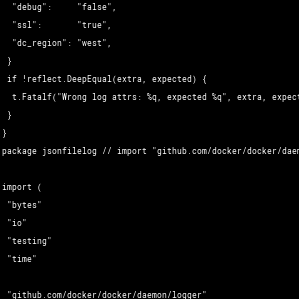 "debug":     "false",
"ssl":       "true",
"dc_region": "west",
}
if !reflect.DeepEqual(extra, expected) {
t.Fatalf("Wrong log attrs: %q, expected %q", extra, expect
}
}
package jsonfilelog // import "github.com/docker/docker/daem
import (
"bytes"
"io"
"testing"
"time"
"github.com/docker/docker/daemon/logger"